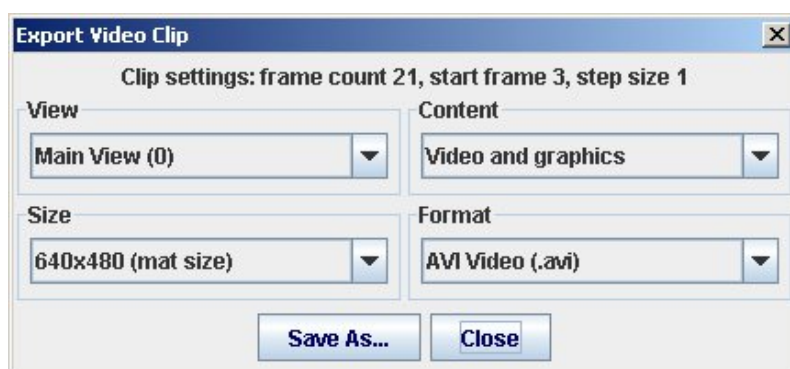 Export Video Clip
Clip settings: frame count 21, start frame 3, step size 1
View
Main View (0)
Content
Video and graphics
Size
640x480 (mat size)
Format
AVI Video (.avi)
Save As...
Close